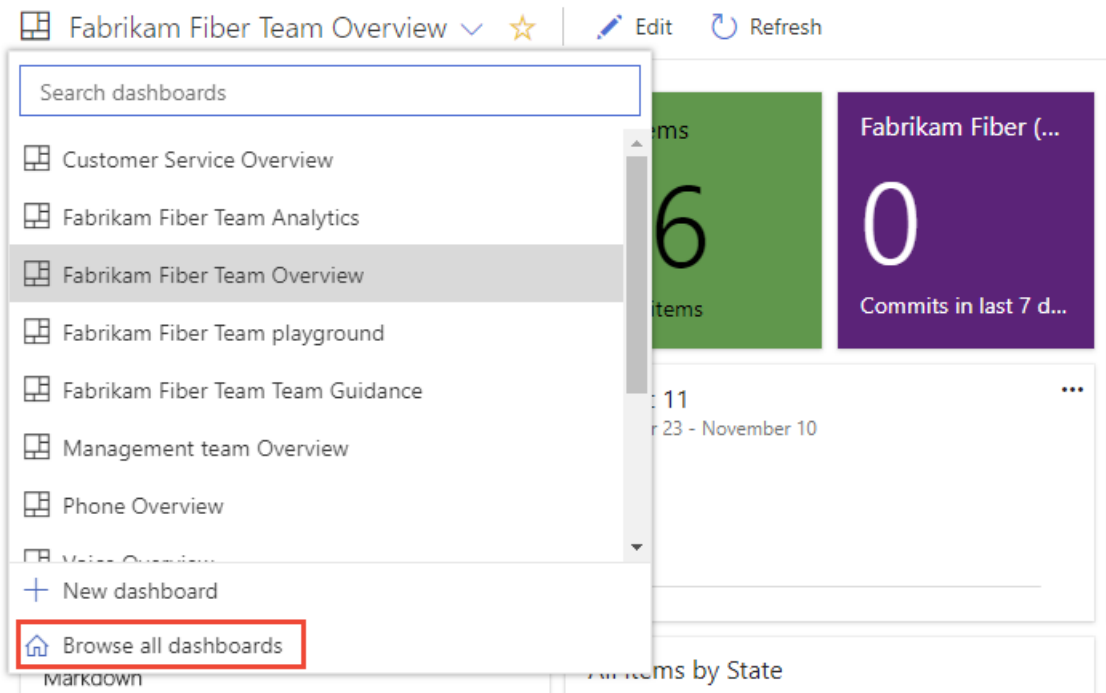 Fabrikam Fiber Team Overview
Edit
Refresh
Search dashboards
Customer Service Overview
Fabrikam Fiber Team Analytics
Fabrikam Fiber Team Overview
Fabrikam Fiber Team playground
Fabrikam Fiber Team Team Guidance
Management team Overview
Phone Overview
Voice Overview
New dashboard
Browse all dashboards
Markdown
ems
6
items
Fabrikam Fiber (...
0
Commits in last 7 d...
11
r 23 - November 10
All items by State